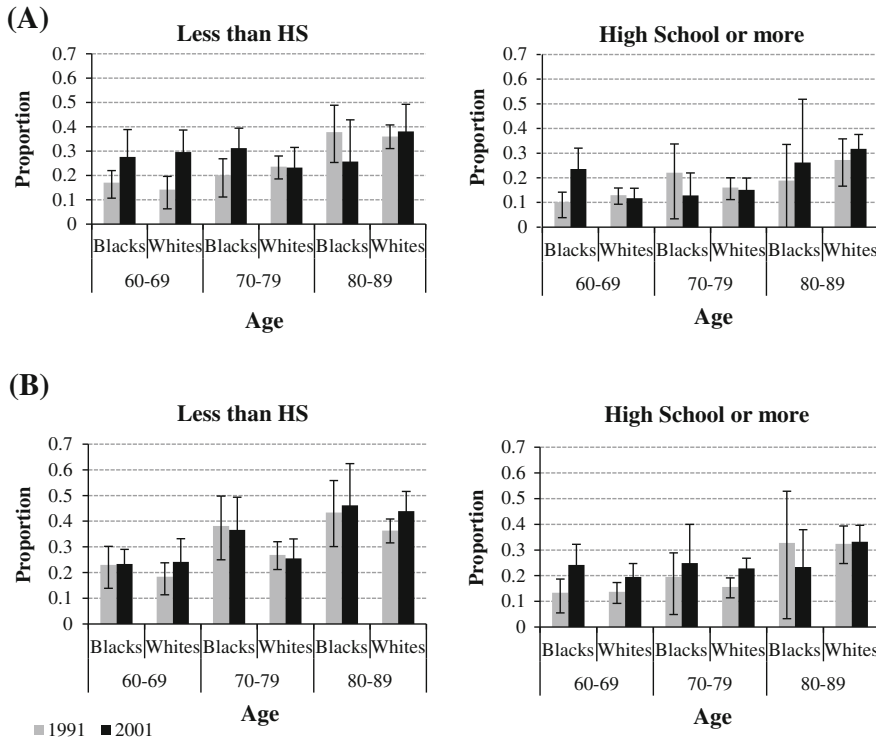 (A)
Less than HS
0.7
0.6
0.5
0.4
0.3
0.2
0.1
0
Proportion
Blacks Whites Blacks Whites Blacks Whites
60-69 70-79 80-89
Age
High School or more
0.7
0.6
0.5
0.4
0.3
0.2
0.1
0
Proportion
Blacks Whites Blacks Whites Blacks Whites
60-69 70-79 80-89
Age
(B)
Less than HS
0.7
0.6
0.5
0.4
0.3
0.2
0.1
0
Proportion
Blacks Whites Blacks Whites Blacks Whites
60-69 70-79 80-89
Age
1991 2001
High School or more
0.7
0.6
0.5
0.4
0.3
0.2
0.1
0
Proportion
Blacks Whites Blacks Whites Blacks Whites
60-69 70-79 80-89
Age